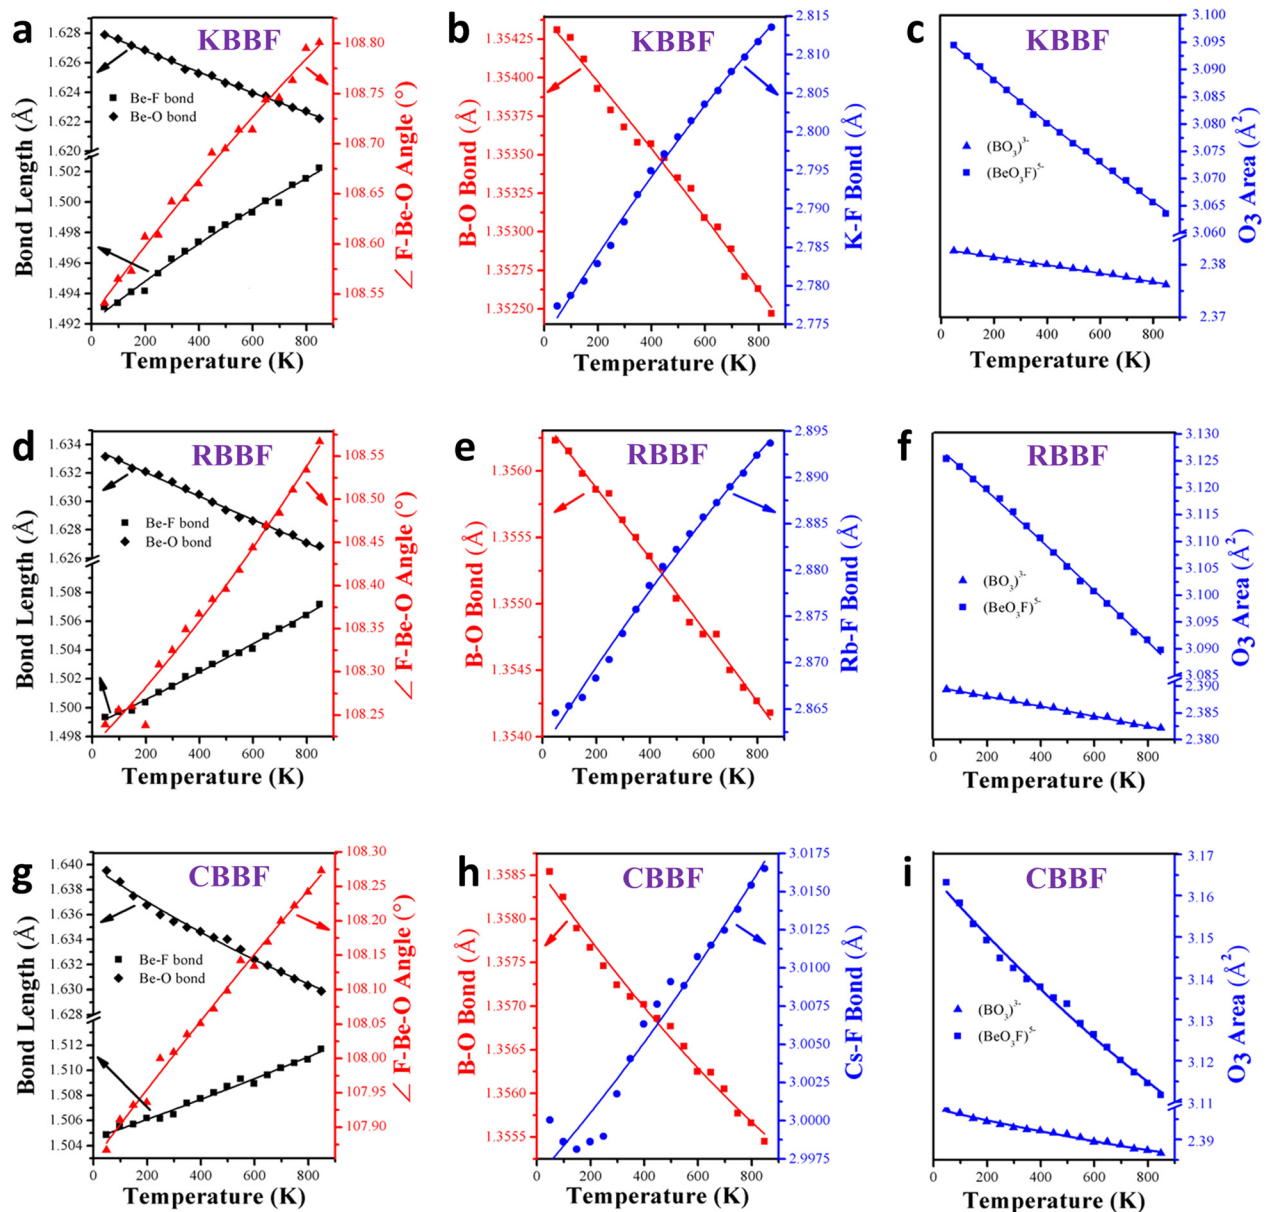 a
KBBF
1.628
1.626
1.624
1.622
1.620
1.502
1.500
1.498
1.496
1.494
1.492
Bond Length (Å)
Be-F bond
Be-O bond
108.80
108.75
108.70
108.65
108.60
108.55
∠F-Be-O Angle (°)
0 200 400 600 800
Temperature (K)
b
KBBF
1.35425
1.35400
1.35375
1.35350
1.35325
1.35300
1.35275
1.35250
B-O Bond (Å)
2.815
2.810
2.805
2.800
2.795
2.790
2.785
2.780
2.775
K-F Bond (Å)
0 200 400 600 800
Temperature (K)
c
KBBF
(BO₃)³⁻
(BeO₃F)⁵⁻
3.100
3.095
3.090
3.085
3.080
3.075
3.070
3.065
3.060
2.38
2.37
O₃ Area (Å²)
0 200 400 600 800
Temperature (K)
d
RBBF
1.634
1.632
1.630
1.628
1.626
1.508
1.506
1.504
1.502
1.500
1.498
Bond Length (Å)
Be-F bond
Be-O bond
108.55
108.50
108.45
108.40
108.35
108.30
108.25
∠F-Be-O Angle (°)
0 200 400 600 800
Temperature (K)
e
RBBF
1.3560
1.3555
1.3550
1.3545
1.3540
B-O Bond (Å)
2.895
2.890
2.885
2.880
2.875
2.870
2.865
Rb-F Bond (Å)
0 200 400 600 800
Temperature (K)
f
RBBF
(BO₃)³⁻
(BeO₃F)⁵⁻
3.130
3.125
3.120
3.115
3.110
3.105
3.100
3.095
3.090
3.085
2.390
2.385
2.380
O₃ Area (Å²)
0 200 400 600 800
Temperature (K)
g
CBBF
1.640
1.638
1.636
1.634
1.632
1.630
1.628
1.512
1.510
1.508
1.506
1.504
Bond Length (Å)
Be-F bond
Be-O bond
108.30
108.25
108.20
108.15
108.10
108.05
108.00
107.95
107.90
∠F-Be-O Angle (°)
0 200 400 600 800
Temperature (K)
h
CBBF
1.3585
1.3580
1.3575
1.3570
1.3565
1.3560
1.3555
B-O Bond (Å)
3.0175
3.0150
3.0125
3.0100
3.0075
3.0050
3.0025
3.0000
2.9975
Cs-F Bond (Å)
0 200 400 600 800
Temperature (K)
i
CBBF
(BO₃)³⁻
(BeO₃F)⁵⁻
3.17
3.16
3.15
3.14
3.13
3.12
3.11
2.39
O₃ Area (Å²)
0 200 400 600 800
Temperature (K)